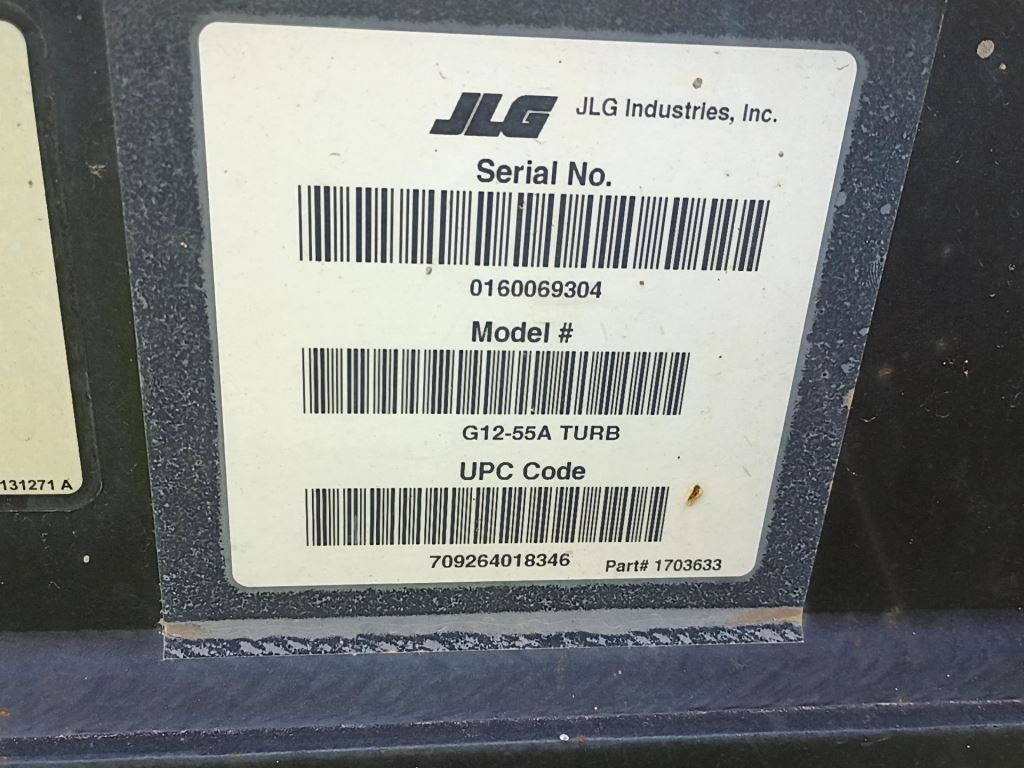 JLG JLG Industries, Inc.
Serial No.
0160069304
Model #
G12-55A TURB
UPC Code
709264018346 Part# 1703633
131271 A